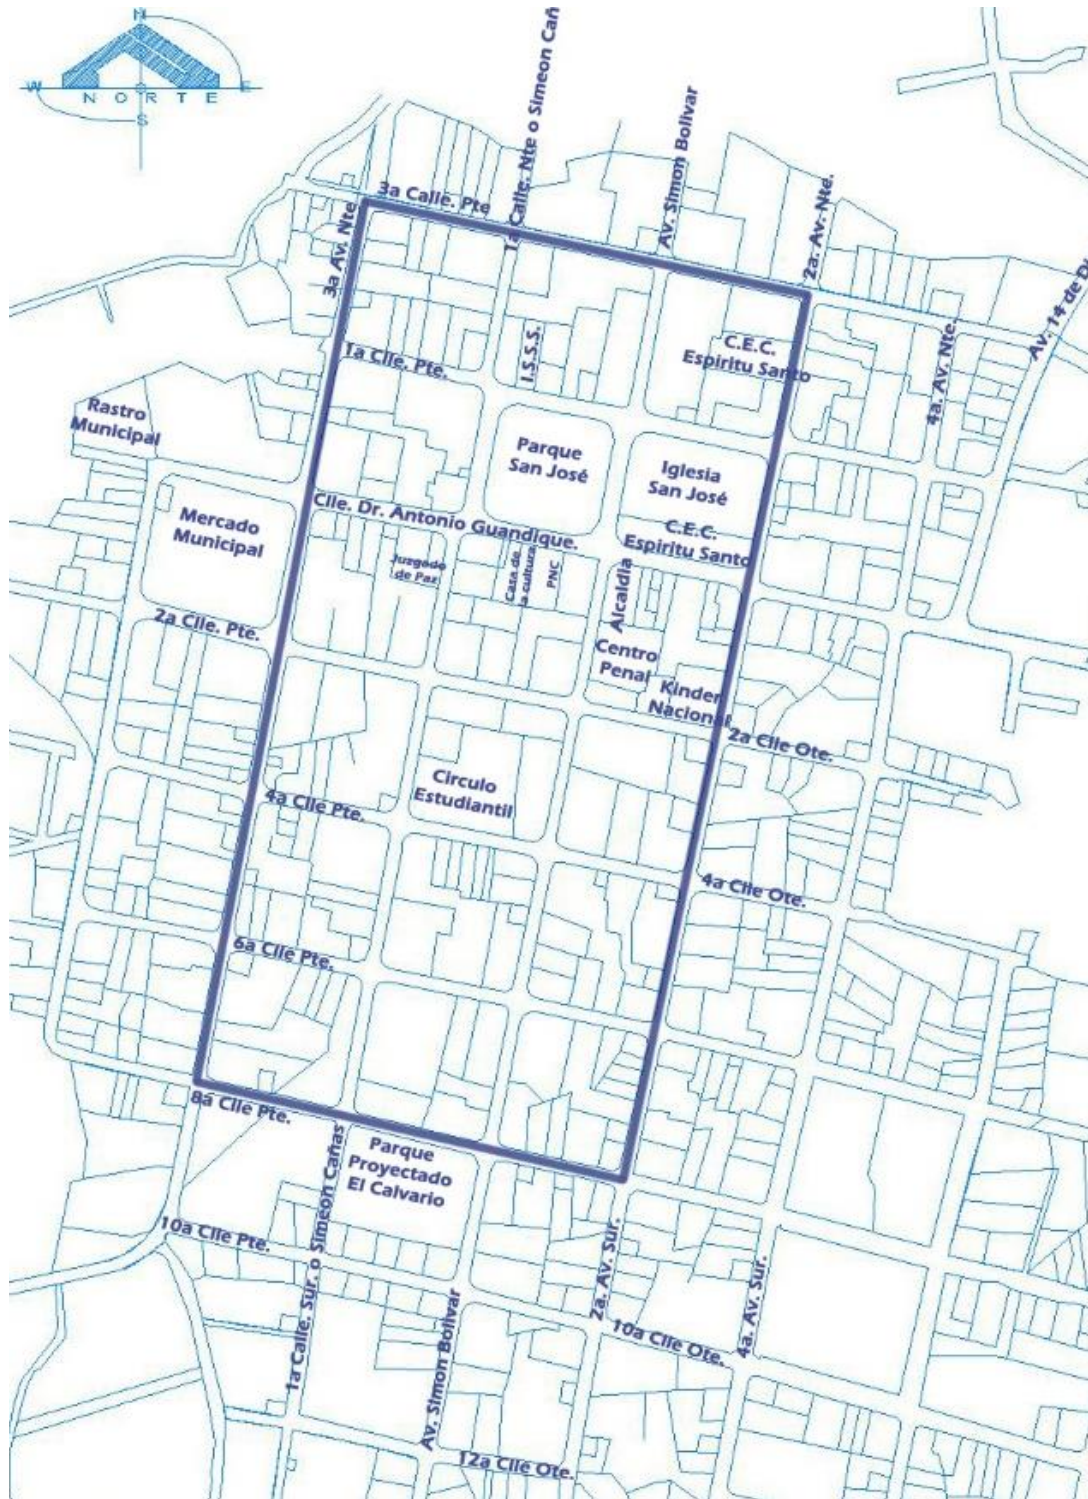 N
W E
NORTE
S
1a Calle. Nte o Simeon Cañ
Av. Simon Bolivar
3a Calle. Pte
3a Av. Nte
2a. Av. Nte.
Av. 14 de D
4a. Av. Nte.
C.E.C.
Espiritu Santo
I.S.S.S.
1a Clle. Pte.
Rastro
Municipal
Parque
San José
Iglesia
San José
Mercado
Municipal
Clle. Dr. Antonio Guandique.
C.E.C.
Espiritu Santo
Juzgado
de Paz
Casa de
la cultura
PNC
Alcaldia
2a Clle. Pte.
Centro
Penal
Kinder
Nacional
2a Clle Ote.
Circulo
Estudiantil
4a Clle Pte.
4a Clle Ote.
6a Clle Pte.
8a Clle Pte.
Parque
Proyectado
El Calvario
1a Calle. Sur. o Simeon Cañas
10a Clle Pte.
2a. Av. Sur.
4a. Av. Sur.
Av. Simon Bolivar
10a Clle Ote.
12a Clle Ote.